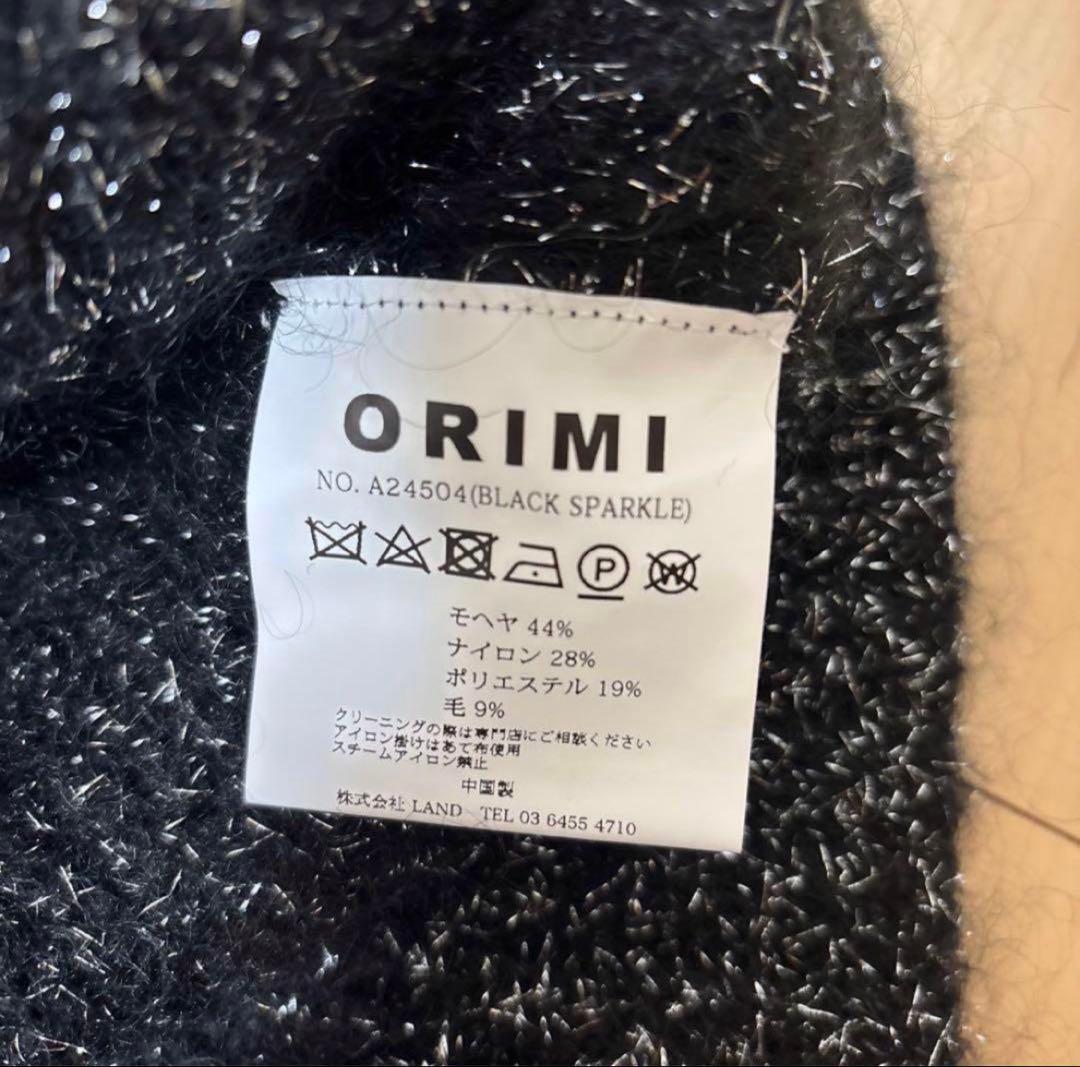 ORIMI
NO. A24504(BLACK SPARKLE)
P W
モヘヤ 44%
ナイロン 28%
ポリエステル 19%
毛 9%
クリーニングの際は専門店にご相談ください
アイロン掛けはあて布使用
スチームアイロン禁止
中国製
株式会社 LAND TEL 03 6455 4710